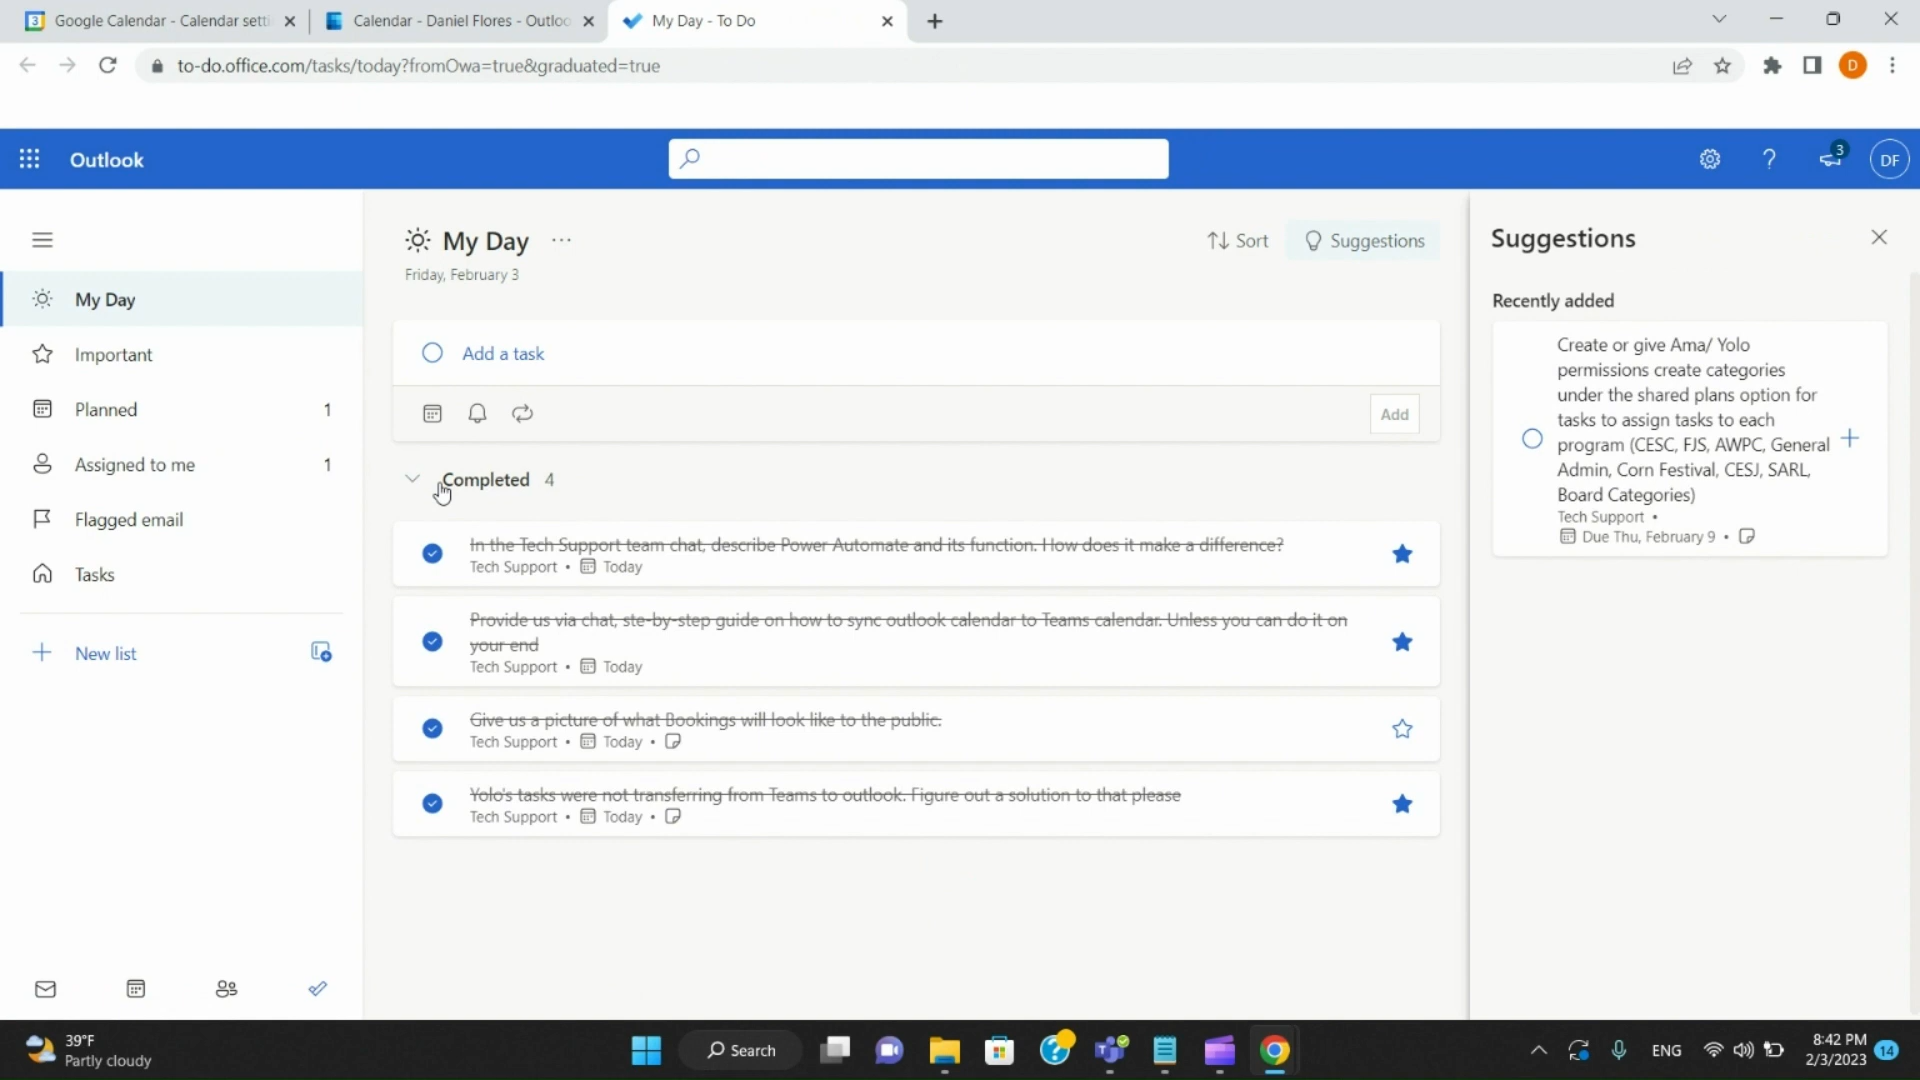 Google Calendar - Calendar setti
Calendar - Daniel Flores - Outloo
My Day - To Do
to-do.office.com/tasks/today?fromOwa=true&graduated=true
D
Outlook
3
DF
My Day
Important
Planned 1
Assigned to me 1
Flagged email
Tasks
New list
My Day
Friday, February 3
Sort
Suggestions
Add a task
Add
Completed 4
In the Tech Support team chat, describe Power Automate and its function. How does it make a difference?
Tech Support • Today
Provide us via chat, ste-by-step guide on how to sync outlook calendar to Teams calendar. Unless you can do it on
your end
Tech Support • Today
Give us a picture of what Bookings will look like to the public.
Tech Support • Today •
Yolo's tasks were not transferring from Teams to outlook. Figure out a solution to that please
Tech Support • Today •
Suggestions
Recently added
Create or give Ama/ Yolo
permissions create categories
under the shared plans option for
tasks to assign tasks to each
program (CESC, FJS, AWPC, General
Admin, Corn Festival, CESJ, SARL,
Board Categories)
Tech Support •
Due Thu, February 9 •
39°F
Partly cloudy
Search
ENG
8:42 PM
2/3/2023
14